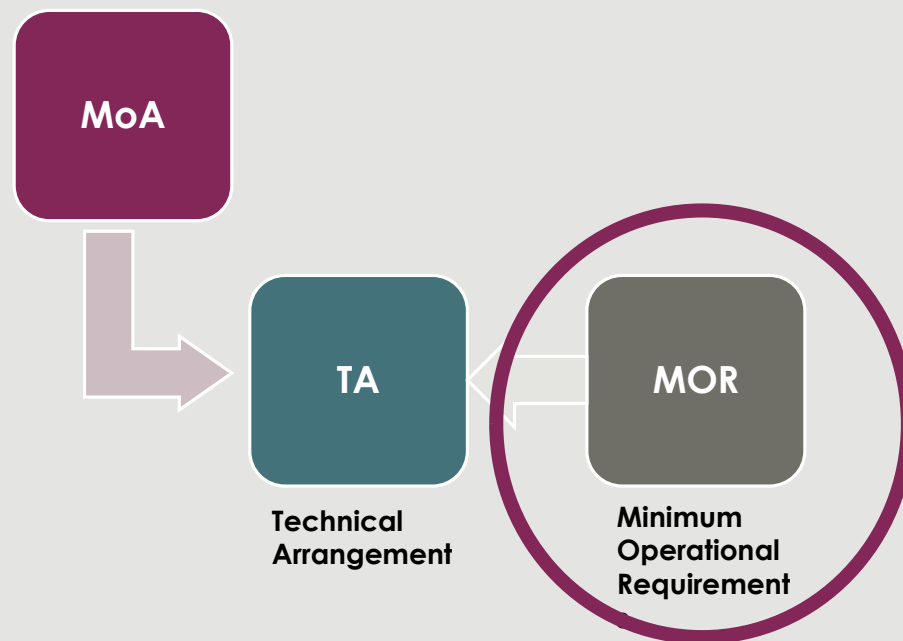 MoA
TA
MOR
Technical
Arrangement
Minimum
Operational
Requirement